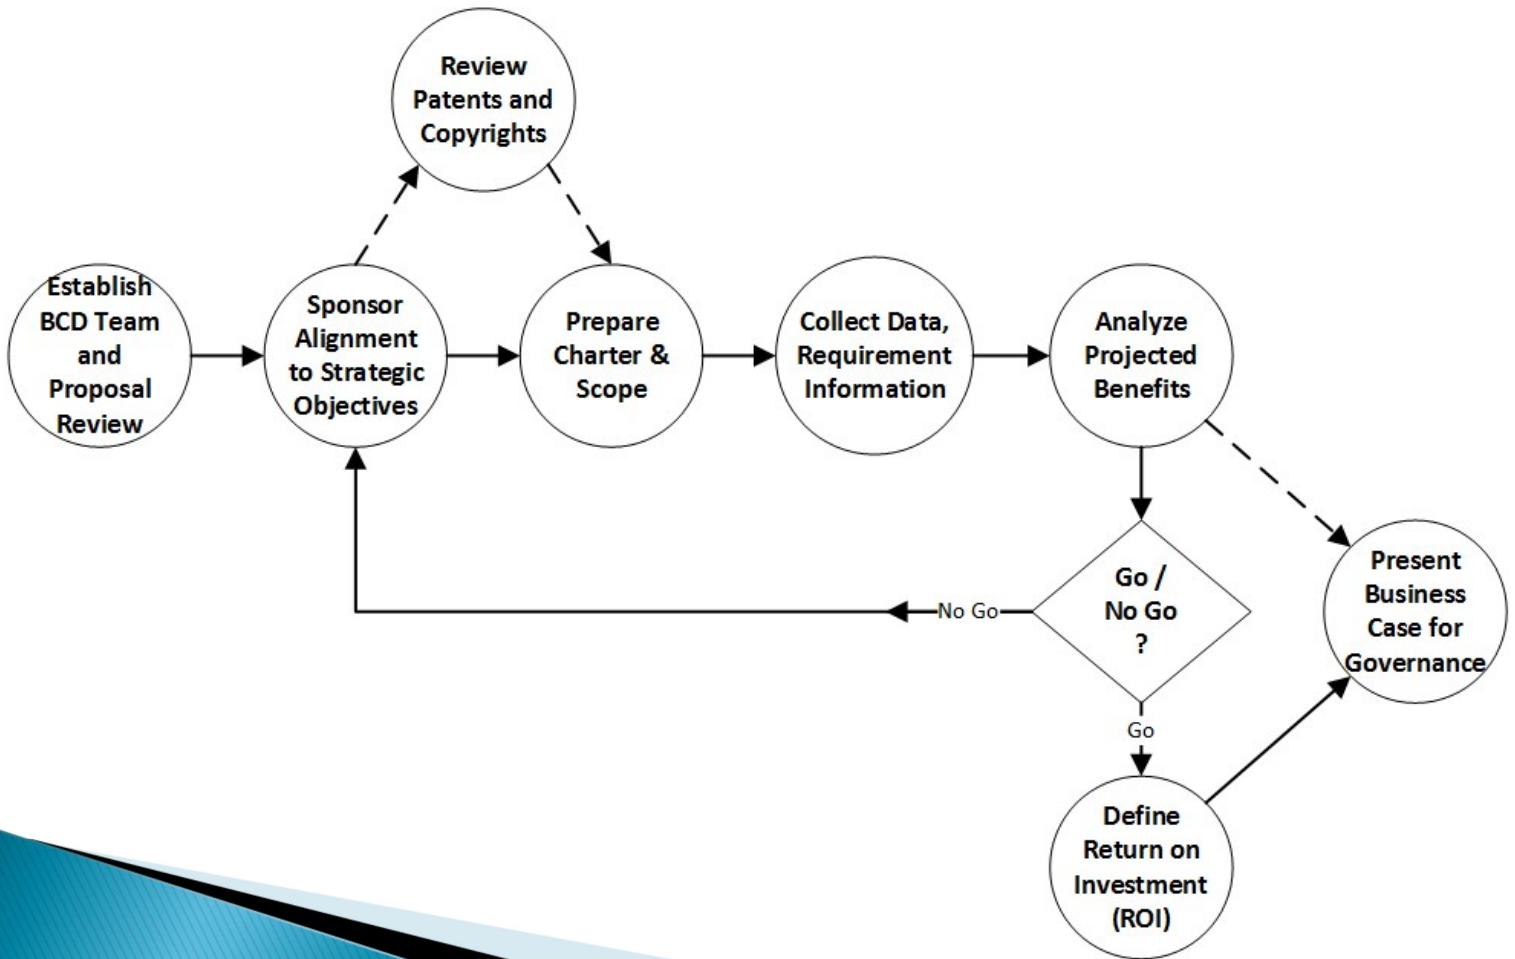 Review
Patents and
Copyrights
Establish
BCD Team
and
Proposal
Review
Sponsor
Alignment
to Strategic
Objectives
Prepare
Charter &
Scope
Collect Data,
Requirement
Information
Analyze
Projected
Benefits
Go /
No Go
?
No Go
Present
Business
Case for
Governance
Go
Define
Return on
Investment
(ROI)